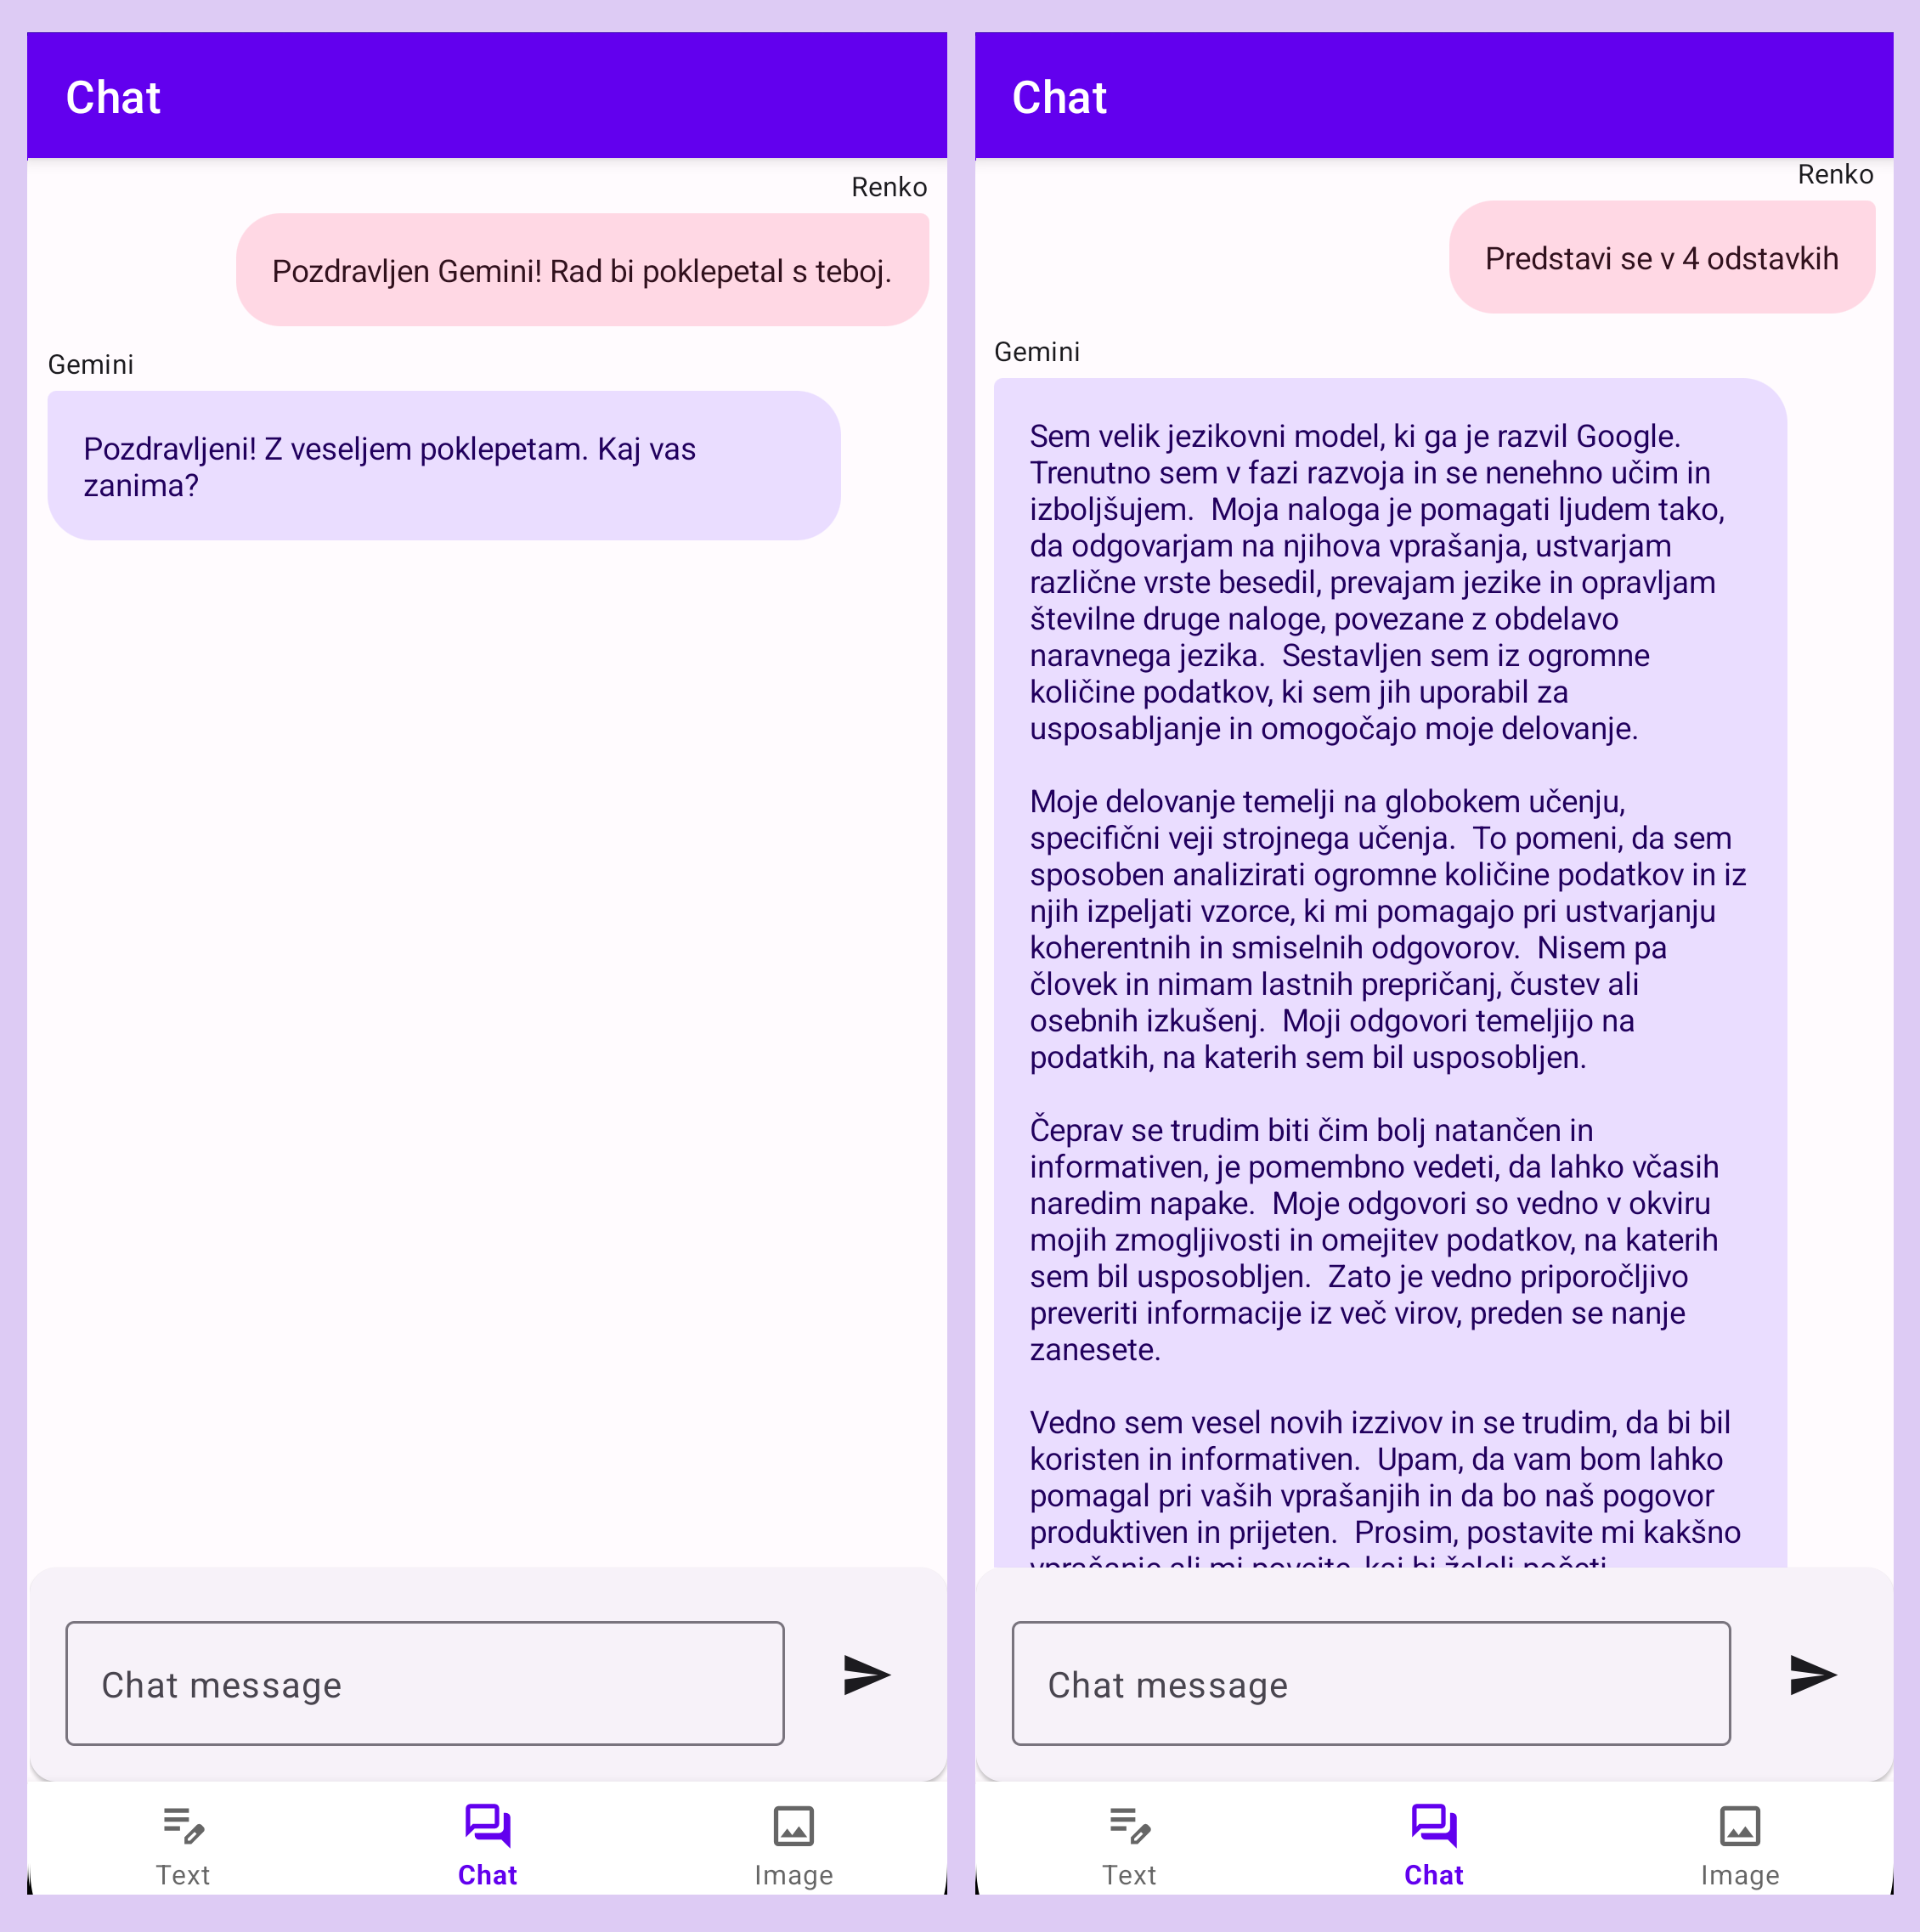 Chat
Renko
Pozdravljen Gemini! Rad bi poklepetal s teboj.
Gemini
Pozdravljeni! Z veseljem poklepetam. Kaj vas
zanima?
Chat message
Text
Chat
Image
Chat
Renko
Predstavi se v 4 odstavkih
Gemini
Sem velik jezikovni model, ki ga je razvil Google.
Trenutno sem v fazi razvoja in se nenehno učim in
izboljšujem.  Moja naloga je pomagati ljudem tako,
da odgovarjam na njihova vprašanja, ustvarjam
različne vrste besedil, prevajam jezike in opravljam
številne druge naloge, povezane z obdelavo
naravnega jezika.  Sestavljen sem iz ogromne
količine podatkov, ki sem jih uporabil za
usposabljanje in omogočajo moje delovanje.
Moje delovanje temelji na globokem učenju,
specifični veji strojnega učenja.  To pomeni, da sem
sposoben analizirati ogromne količine podatkov in iz
njih izpeljati vzorce, ki mi pomagajo pri ustvarjanju
koherentnih in smiselnih odgovorov.  Nisem pa
človek in nimam lastnih prepričanj, čustev ali
osebnih izkušenj.  Moji odgovori temeljijo na
podatkih, na katerih sem bil usposobljen.
Čeprav se trudim biti čim bolj natančen in
informativen, je pomembno vedeti, da lahko včasih
naredim napake.  Moje odgovori so vedno v okviru
mojih zmogljivosti in omejitev podatkov, na katerih
sem bil usposobljen.  Zato je vedno priporočljivo
preveriti informacije iz več virov, preden se nanje
zanesete.
Vedno sem vesel novih izzivov in se trudim, da bi bil
koristen in informativen.  Upam, da vam bom lahko
pomagal pri vaših vprašanjih in da bo naš pogovor
produktiven in prijeten.  Prosim, postavite mi kakšno
Chat message
Text
Chat
Image